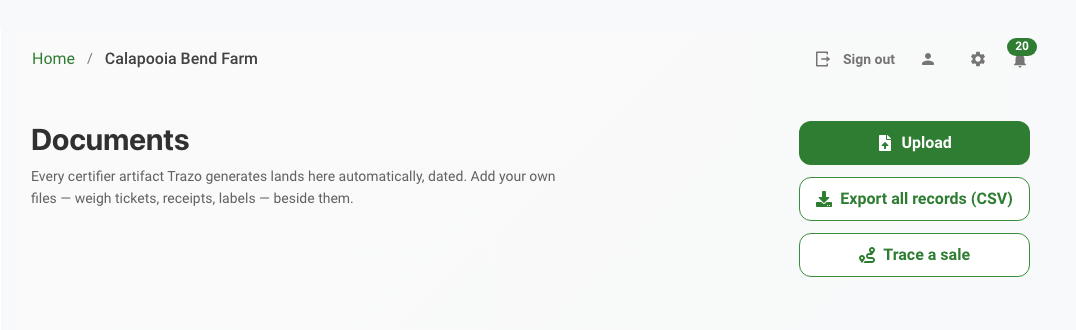 Home / Calapooia Bend Farm
Sign out
20
Documents
Every certifier artifact Trazo generates lands here automatically, dated. Add your own
files — weigh tickets, receipts, labels — beside them.
Upload
Export all records (CSV)
Trace a sale